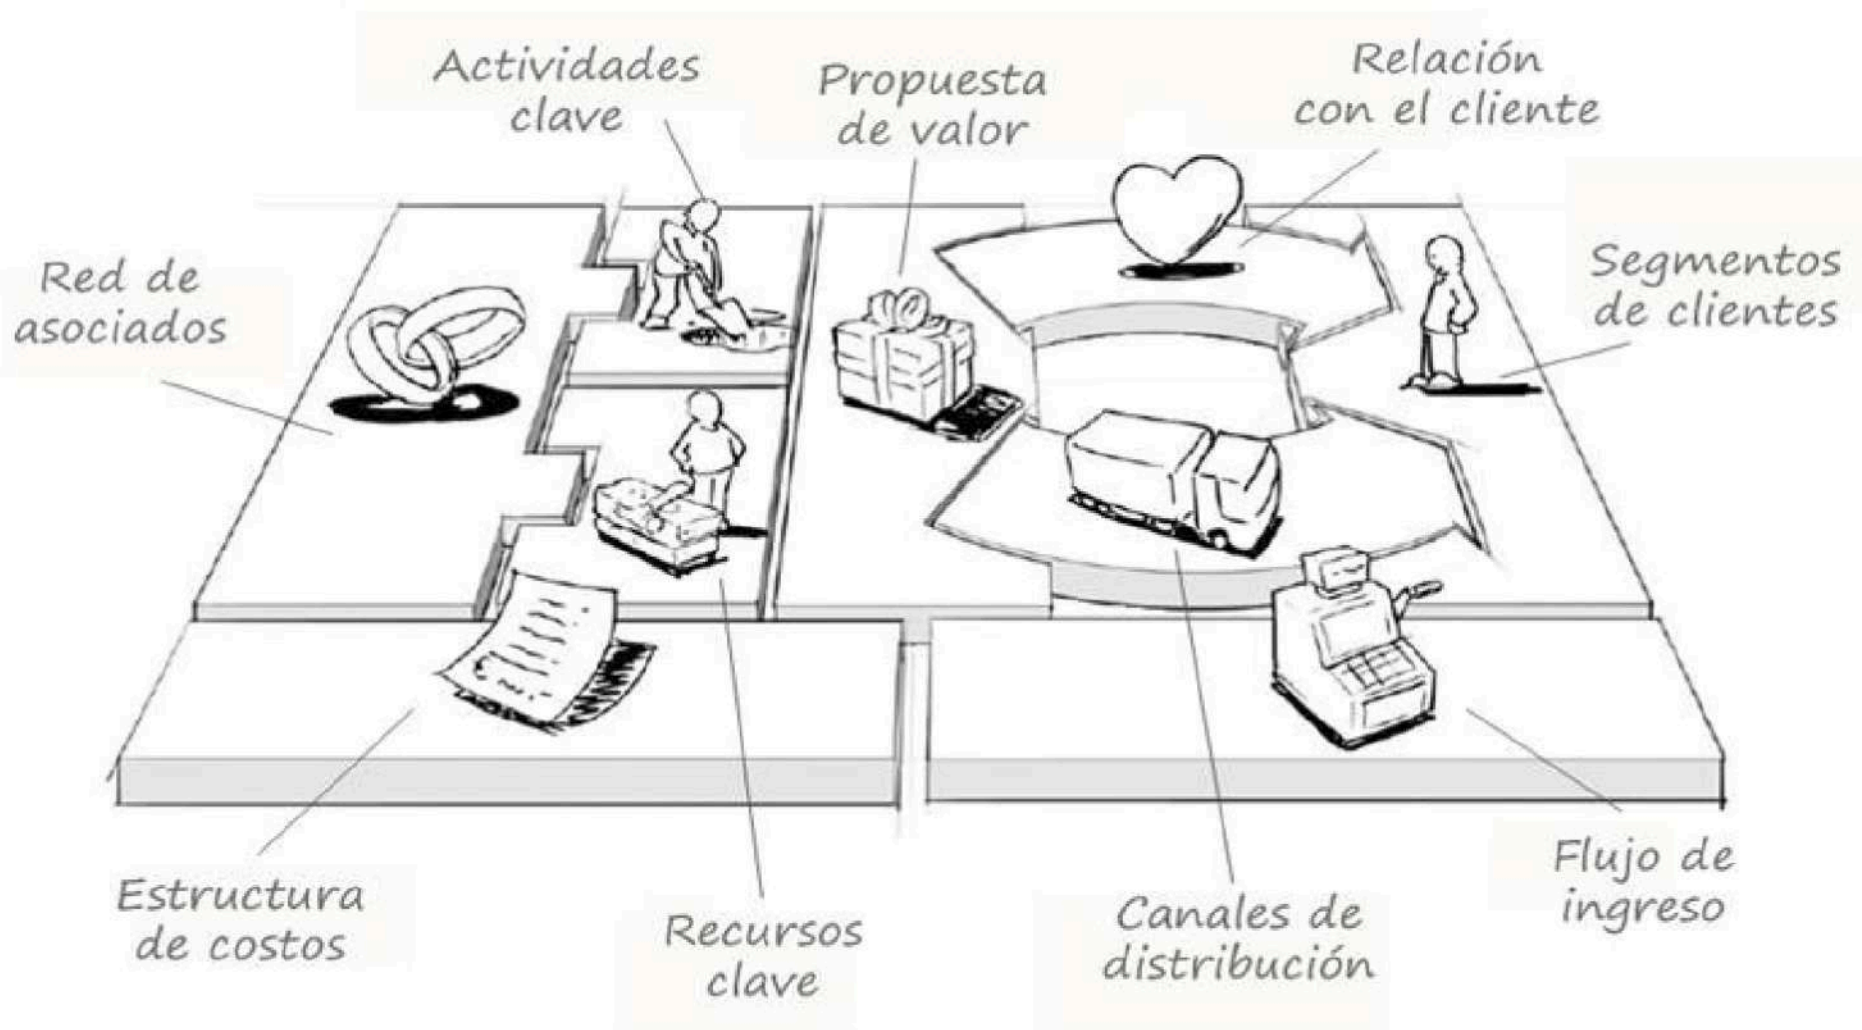 Actividades
clave
Propuesta
de valor
Relación
con el cliente
Red de
asociados
Segmentos
de clientes
Estructura
de costos
Recursos
clave
Canales de
distribución
Flujo de
ingreso